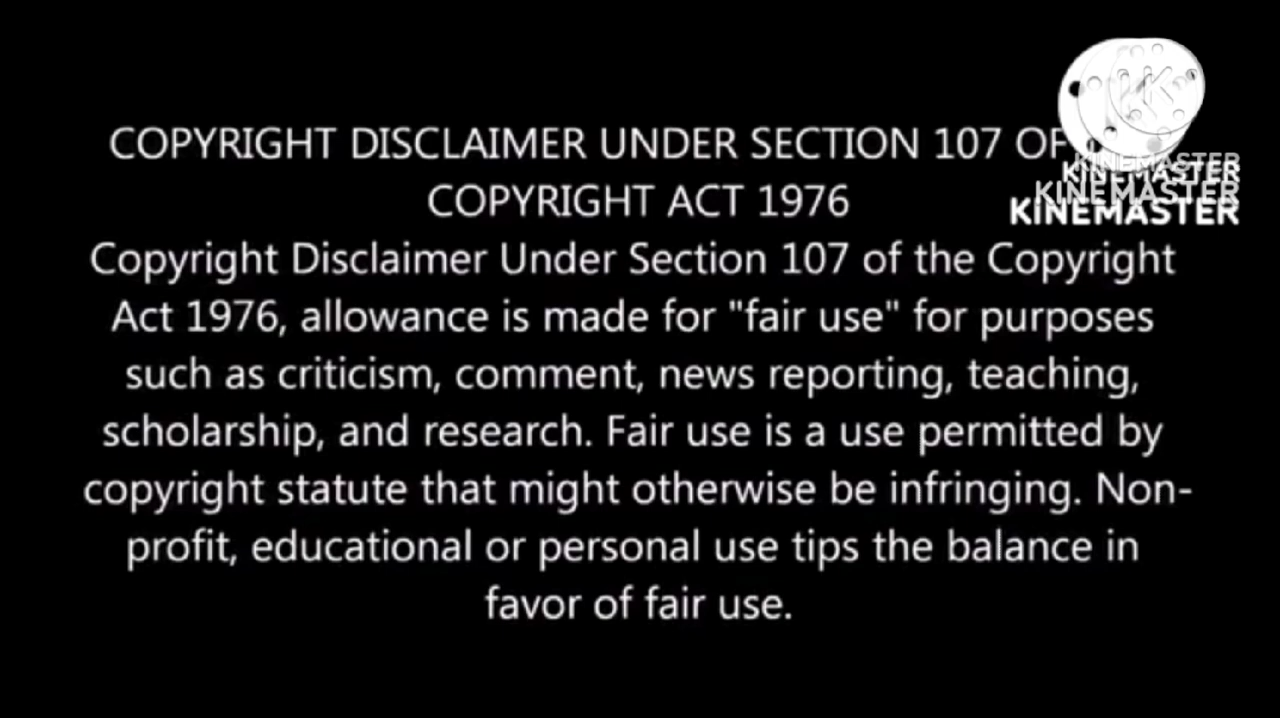 COPYRIGHT DISCLAIMER UNDER SECTION 107 OF
COPYRIGHT ACT 1976
Copyright Disclaimer Under Section 107 of the Copyright
Act 1976, allowance is made for "fair use" for purposes
such as criticism, comment, news reporting, teaching,
scholarship, and research. Fair use is a use permitted by
copyright statute that might otherwise be infringing. Non-
profit, educational or personal use tips the balance in
favor of fair use.
KINEMASTER
KINEMASTER
KINEMASTER
KINEMASTER